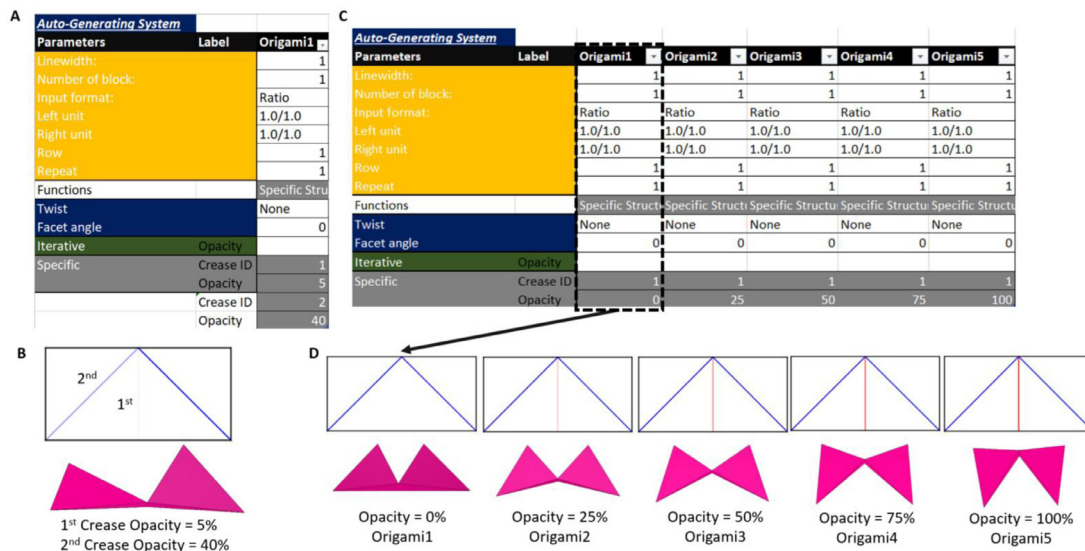 A
Auto-Generating System
Parameters Label Origami1
Linewidth: 1
Number of block: 1
Input format: Ratio
Left unit 1.0/1.0
Right unit 1.0/1.0
Row 1
Repeat 1
Functions Specific Stru
Twist None
Facet angle 0
Iterative Opacity
Specific Crease ID 1
Opacity 5
Crease ID 2
Opacity 40
C
Auto-Generating System
Parameters Label Origami1 Origami2 Origami3 Origami4 Origami5
Linewidth: 1 1 1 1 1
Number of block: 1 1 1 1 1
Input format: Ratio Ratio Ratio Ratio Ratio
Left unit 1.0/1.0 1.0/1.0 1.0/1.0 1.0/1.0 1.0/1.0
Right unit 1.0/1.0 1.0/1.0 1.0/1.0 1.0/1.0 1.0/1.0
Row 1 1 1 1 1
Repeat 1 1 1 1 1
Functions Specific Struct Specific Structu Specific Structu Specific Structu Specific Structu
Twist None None None None None
Facet angle 0 0 0 0 0
Iterative Opacity
Specific Crease ID 1 1 1 1 1
Opacity 0 25 50 75 100
B
2nd
1st
1st Crease Opacity = 5%
2nd Crease Opacity = 40%
D
Opacity = 0% Opacity = 25% Opacity = 50% Opacity = 75% Opacity = 100%
Origami1 Origami2 Origami3 Origami4 Origami5